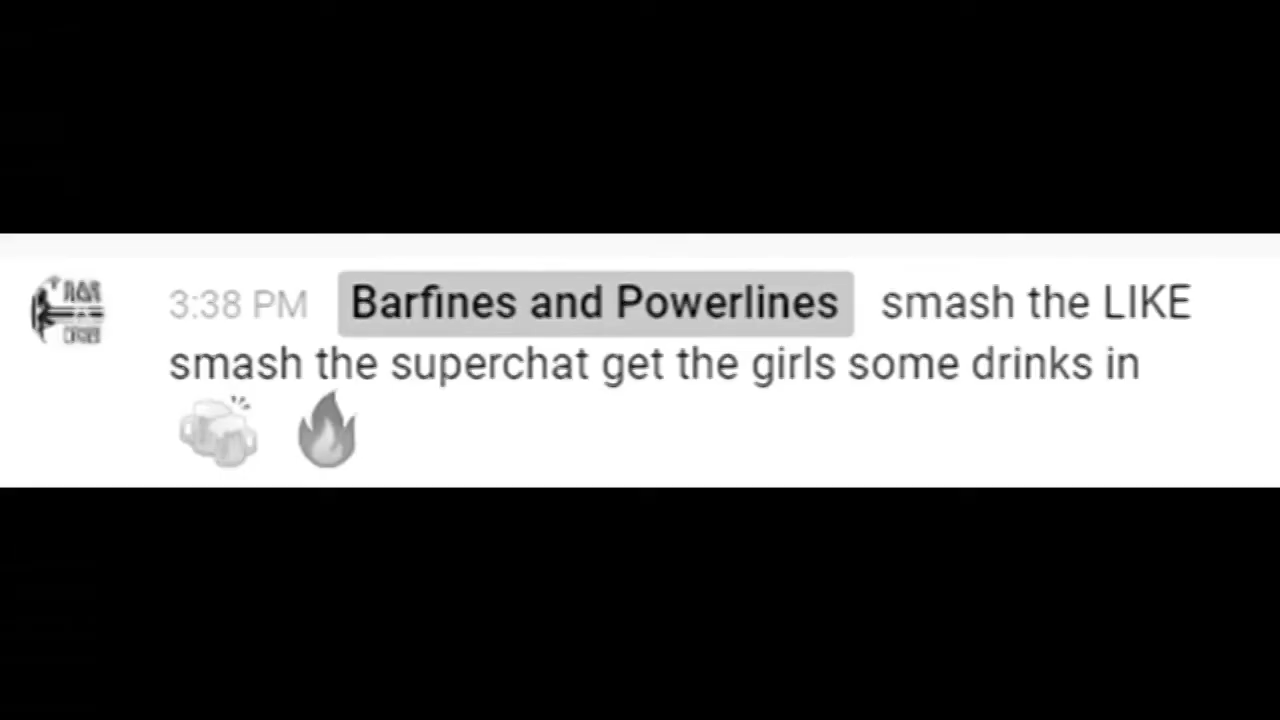 3:38 PM Barfines and Powerlines smash the LIKE
smash the superchat get the girls some drinks in